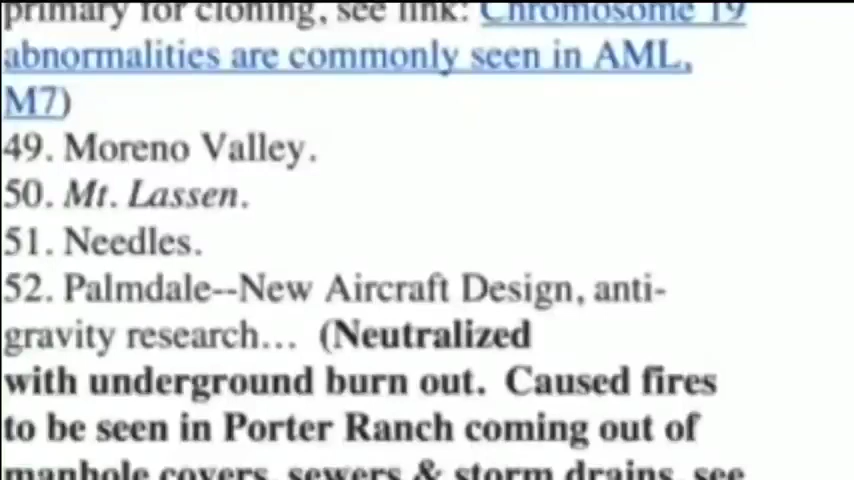 primary for cloning, see link: Chromosome 19
abnormalities are commonly seen in AML,
M7)
49. Moreno Valley.
50. Mt. Lassen.
51. Needles.
52. Palmdale--New Aircraft Design, anti-
gravity research... (Neutralized
with underground burn out. Caused fires
to be seen in Porter Ranch coming out of
manhole covers, sewers & storm drains, see